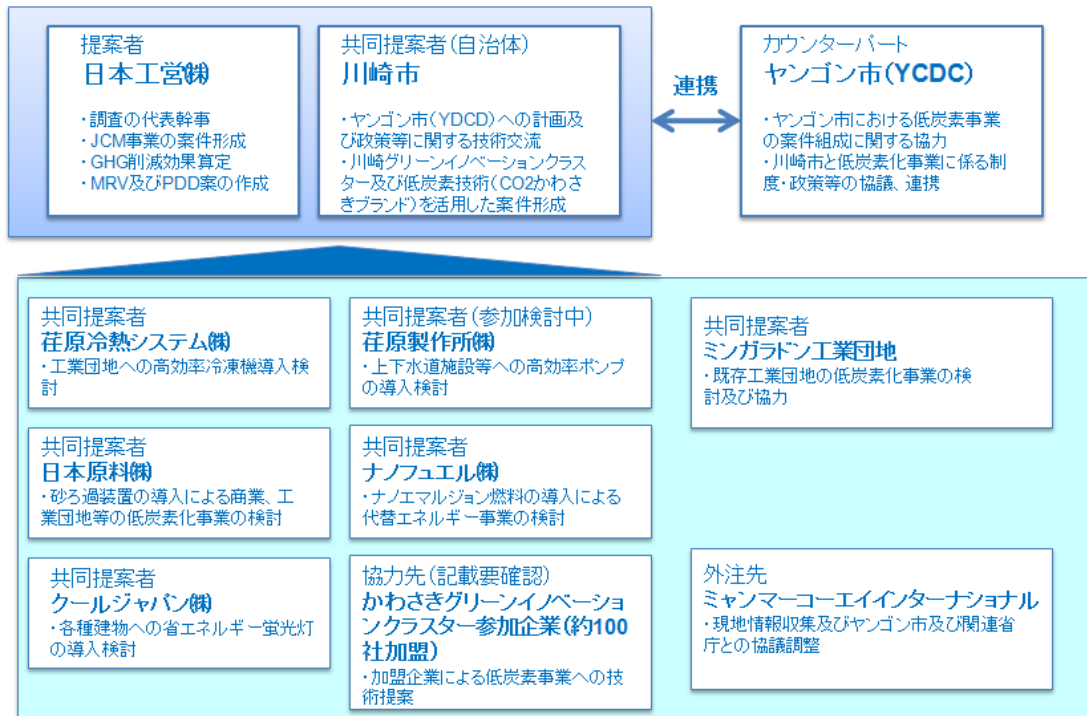 提案者
日本工営㈱
・調査の代表幹事
・JCM事業の案件形成
・GHG削減効果算定
・MRV及びPDD案の作成
共同提案者(自治体)
川崎市
・ヤンゴン市(YDCD)への計画及
び政策等に関する技術交流
・川崎グリーンイノベーションクラス
ター及び低炭素技術(CO2かわさ
きブランド)を活用した案件形成
連携
カウンターパート
ヤンゴン市(YCDC)
・ヤンゴン市における低炭素事業
の案件組成に関する協力
・川崎市と低炭素化事業に係る制
度・政策等の協議、連携
共同提案者
荏原冷熱システム㈱
・工業団地への高効率冷凍機導入検
討
共同提案者(参加検討中)
荏原製作所㈱
・上下水道施設等への高効率ポンプ
の導入検討
共同提案者
ミンガラドン工業団地
・既存工業団地の低炭素化事業の検
討及び協力
共同提案者
日本原料㈱
・砂ろ過装置の導入による商業、工
業団地等の低炭素化事業の検討
共同提案者
ナノフュエル㈱
・ナノエマルジョン燃料の導入による
代替エネルギー事業の検討
共同提案者
クールジャパン㈱
・各種建物への省エネルギー蛍光灯
の導入検討
協力先(記載要確認)
かわさきグリーンイノベーショ
ンクラスター参加企業(約100
社加盟)
・加盟企業による低炭素事業への技
術提案
外注先
ミャンマーコーエイインターナショナル
・現地情報収集及びヤンゴン市及び関連省
庁との協議調整